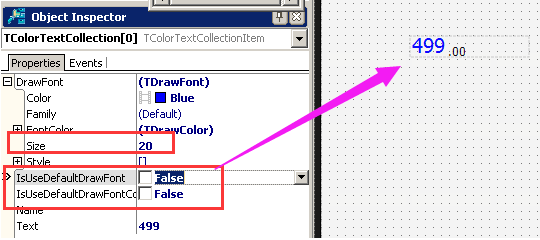 Object Inspector
TColorTextCollection[0] TColorTextCollectionItem
Properties Events
DrawFont (TDrawFont)
Color Blue
Family (Default)
FontColor (TDrawColor)
Size 20
Style []
IsUseDefaultDrawFont False
IsUseDefaultDrawFontCo False
Name
Text 499
499 .00